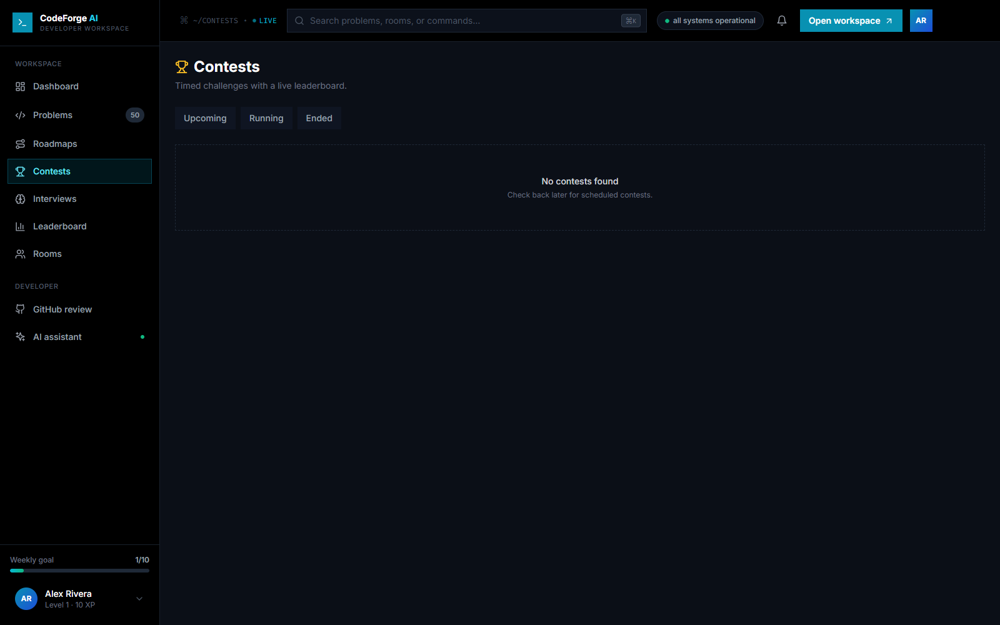 CodeForge AI
DEVELOPER WORKSPACE
WORKSPACE
Dashboard
Problems 50
Roadmaps
Contests
Interviews
Leaderboard
Rooms
DEVELOPER
GitHub review
AI assistant
Weekly goal 1/10
AR
Alex Rivera
Level 1 · 10 XP
⌘ ~/CONTESTS • LIVE
Search problems, rooms, or commands... ⌘K
all systems operational
Open workspace
AR
Contests
Timed challenges with a live leaderboard.
Upcoming Running Ended
No contests found
Check back later for scheduled contests.